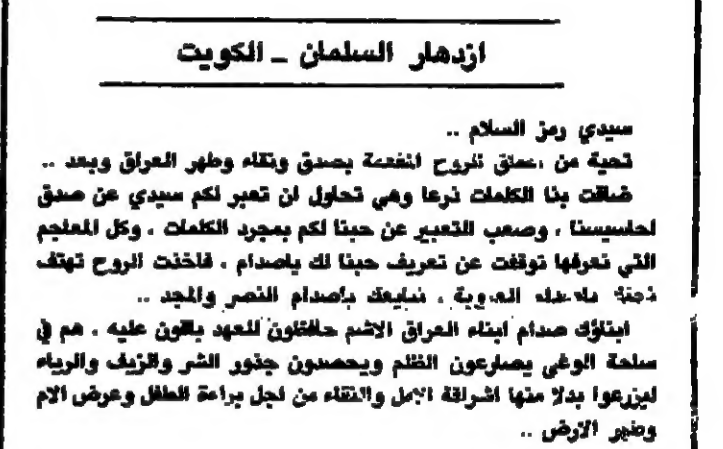 ازدهار السلمان ـ الكويت
سيدي رمز السلام ..
تحية من اعماق الروح المفعمة بصدق ونقاء وطهر العراق وبعد ..
ضاقت بنا الكلمات ذرعا وهي تحاول ان تعبر لكم سيدي عن صدق
احاسيسنا ، وصعب التعبير عن حبنا لكم بمجرد الكلمات ، وكل المعاجم
التي نعرفها توقفت عن تعريف حبنا لك ياصدام ، فاخذت الروح تهتف
العروبة ، نبايعك ياصدام النصر والمجد ..
ابناؤك صدام ابناء العراق الاشم حافظون للعهد باقون عليه ، هم في
ساحة الوغى يصارعون الظلم ويحصدون جذور الشر والزيف والرياء
ليزرعوا بدلا منها اشراقة الامل والنقاء من اجل براءة الطفل وعرض الام
وطهر الارض ..